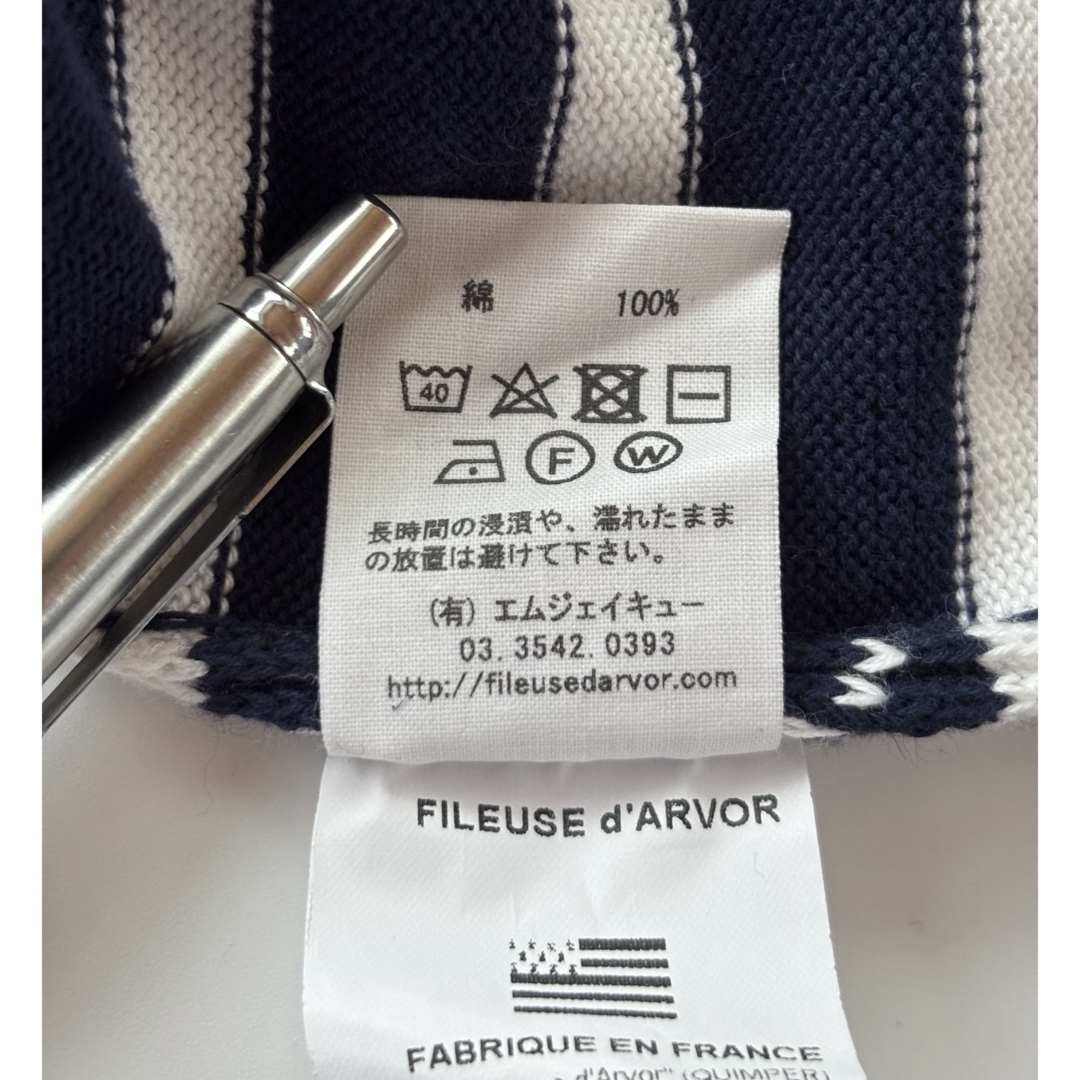 綿 100%
40
F W
長時間の浸漬や、濡れたまま
の放置は避けて下さい。
(有) エムジェイキュー
03. 3542. 0393
http://fileusedarvor.com
FILEUSE d'ARVOR
FABRIQUE EN FRANCE
d'Arvor" (QUIMPER)